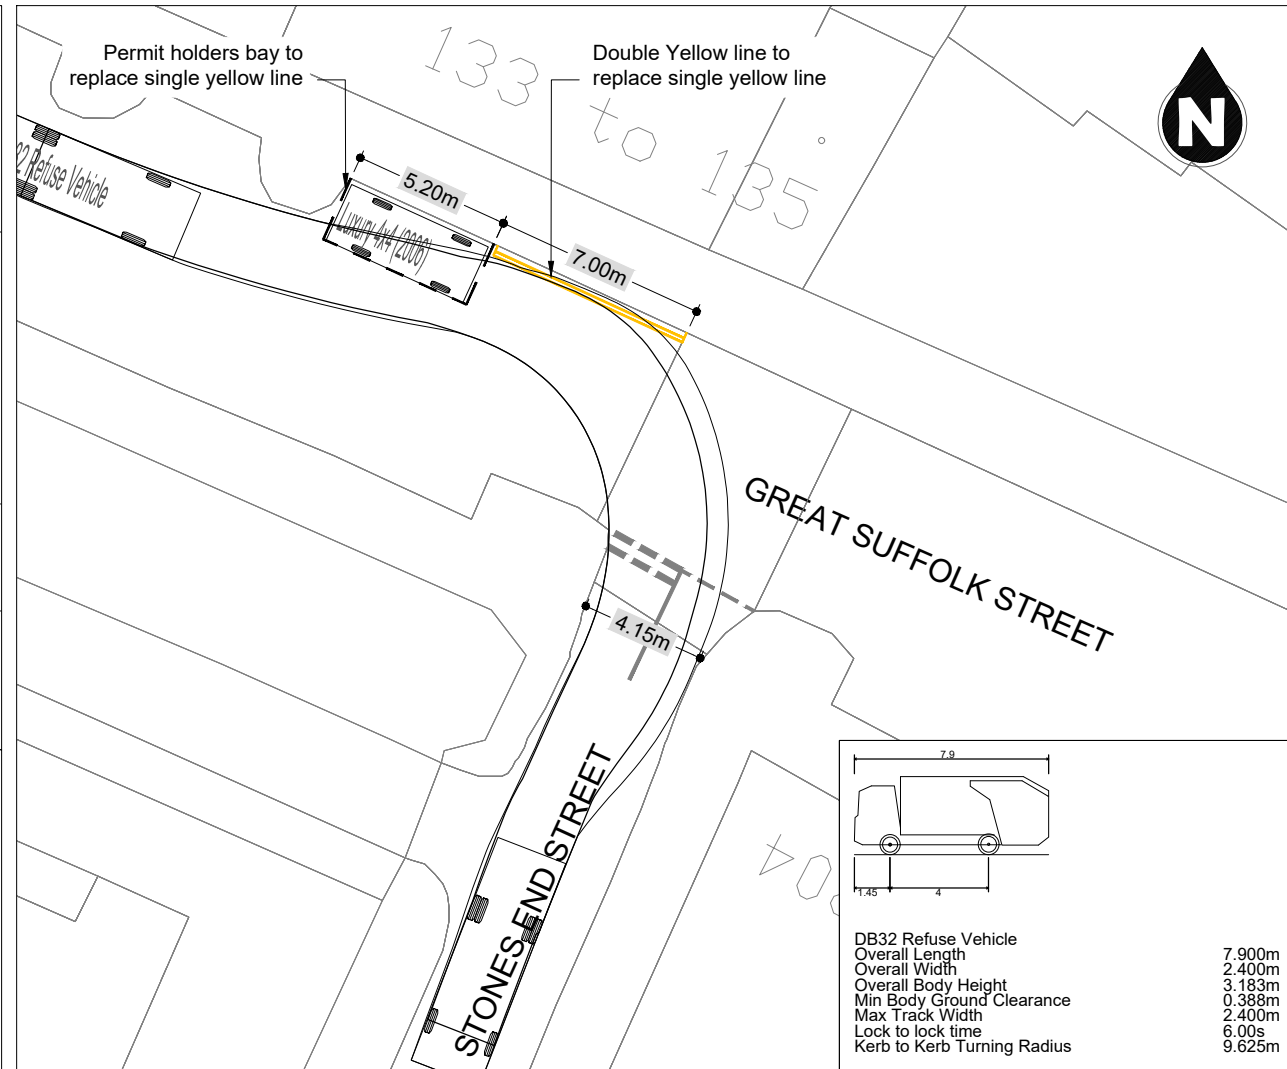 Permit holders bay to
replace single yellow line
Double Yellow line to
replace single yellow line
133 to 135
N
Refuse Vehicle
5.20m
Luxury 4x4 (2006)
7.00m
GREAT SUFFOLK STREET
4.15m
STONES END STREET
7.9
1.45
4
DB32 Refuse Vehicle
Overall Length 7.900m
Overall Width 2.400m
Overall Body Height 3.183m
Min Body Ground Clearance 0.388m
Max Track Width 2.400m
Lock to lock time 6.00s
Kerb to Kerb Turning Radius 9.625m